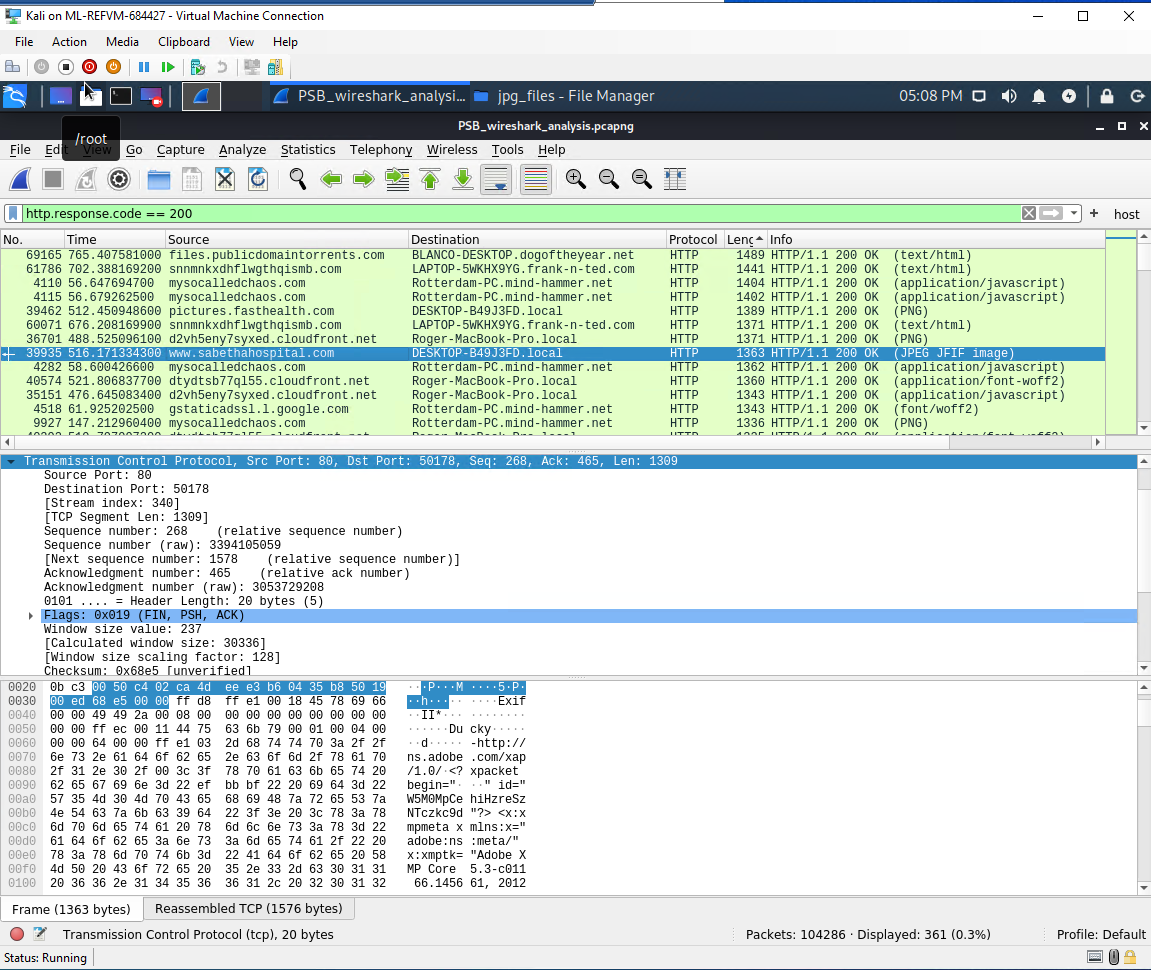 Kali on ML-REFVM-684427 - Virtual Machine Connection
File Action Media Clipboard View Help
PSB_wireshark_analysi... jpg_files - File Manager 05:08 PM
/root
PSB_wireshark_analysis.pcapng
File Edit View Go Capture Analyze Statistics Telephony Wireless Tools Help
http.response.code == 200 + host
No. Time Source Destination Protocol Leng Info
69165 765.407581000 files.publicdomaintorrents.com BLANCO-DESKTOP.dogoftheyear.net HTTP 1489 HTTP/1.1 200 OK (text/html)
61786 702.388169200 snnmnkxdhflwgthqismb.com LAPTOP-5WKHX9YG.frank-n-ted.com HTTP 1441 HTTP/1.1 200 OK (text/html)
4110 56.647694700 mysocalledchaos.com Rotterdam-PC.mind-hammer.net HTTP 1404 HTTP/1.1 200 OK (application/javascript)
4115 56.679262500 mysocalledchaos.com Rotterdam-PC.mind-hammer.net HTTP 1402 HTTP/1.1 200 OK (application/javascript)
39462 512.450948600 pictures.fasthealth.com DESKTOP-B49J3FD.local HTTP 1389 HTTP/1.1 200 OK (PNG)
60071 676.208169900 snnmnkxdhflwgthqismb.com LAPTOP-5WKHX9YG.frank-n-ted.com HTTP 1371 HTTP/1.1 200 OK (text/html)
36701 488.525096100 d2vh5eny7syxed.cloudfront.net Roger-MacBook-Pro.local HTTP 1371 HTTP/1.1 200 OK (PNG)
39935 516.171334300 www.sabethahospital.com DESKTOP-B49J3FD.local HTTP 1363 HTTP/1.1 200 OK (JPEG JFIF image)
4282 58.600426600 mysocalledchaos.com Rotterdam-PC.mind-hammer.net HTTP 1362 HTTP/1.1 200 OK (application/javascript)
40574 521.806837700 dtydtsb77ql55.cloudfront.net Roger-MacBook-Pro.local HTTP 1360 HTTP/1.1 200 OK (application/font-woff2)
35151 476.645083400 d2vh5eny7syxed.cloudfront.net Roger-MacBook-Pro.local HTTP 1343 HTTP/1.1 200 OK (application/javascript)
4518 61.925202500 gstaticadssl.l.google.com Rotterdam-PC.mind-hammer.net HTTP 1343 HTTP/1.1 200 OK (font/woff2)
9927 147.212960400 mysocalledchaos.com Rotterdam-PC.mind-hammer.net HTTP 1336 HTTP/1.1 200 OK (PNG)
Transmission Control Protocol, Src Port: 80, Dst Port: 50178, Seq: 268, Ack: 465, Len: 1309
Source Port: 80
Destination Port: 50178
[Stream index: 340]
[TCP Segment Len: 1309]
Sequence number: 268 (relative sequence number)
Sequence number (raw): 3394105059
[Next sequence number: 1578 (relative sequence number)]
Acknowledgment number: 465 (relative ack number)
Acknowledgment number (raw): 3053729208
0101 .... = Header Length: 20 bytes (5)
Flags: 0x019 (FIN, PSH, ACK)
Window size value: 237
[Calculated window size: 30336]
[Window size scaling factor: 128]
Checksum: 0x68e5 [unverified]
0020 0b c3 00 50 c4 02 ca 4d ee e3 b6 04 35 b8 50 19 ···P···M ····5·P·
0030 00 ed 68 e5 00 00 ff d8 ff e1 00 18 45 78 69 66 ··h····· ····Exif
0040 00 00 49 49 2a 00 08 00 00 00 00 00 00 00 00 00 ··II*··· ········
0050 00 00 ff ec 00 11 44 75 63 6b 79 00 01 00 04 00 ······Du cky·····
0060 00 00 64 00 00 ff e1 03 2d 68 74 74 70 3a 2f 2f ··d····· -http://
0070 6e 73 2e 61 64 6f 62 65 2e 63 6f 6d 2f 78 61 70 ns.adobe .com/xap
0080 2f 31 2e 30 2f 00 3c 3f 78 70 61 63 6b 65 74 20 /1.0/·<? xpacket
0090 62 65 67 69 6e 3d 22 ef bb bf 22 20 69 64 3d 22 begin="· ··" id="
00a0 57 35 4d 30 4d 70 43 65 68 69 48 7a 72 65 53 7a W5M0MpCe hiHzreSz
00b0 4e 54 63 7a 6b 63 39 64 22 3f 3e 20 3c 78 3a 78 NTczkc9d "?> <x:x
00c0 6d 70 6d 65 74 61 20 78 6d 6c 6e 73 3a 78 3d 22 mpmeta x mlns:x="
00d0 61 64 6f 62 65 3a 6e 73 3a 6d 65 74 61 2f 22 20 adobe:ns :meta/"
00e0 78 3a 78 6d 70 74 6b 3d 22 41 64 6f 62 65 20 58 x:xmptk= "Adobe X
00f0 4d 50 20 43 6f 72 65 20 35 2e 33 2d 63 30 31 31 MP Core 5.3-c011
0100 20 36 36 2e 31 34 35 36 36 31 2c 20 32 30 31 32 66.1456 61, 2012
Frame (1363 bytes) Reassembled TCP (1576 bytes)
Transmission Control Protocol (tcp), 20 bytes Packets: 104286 · Displayed: 361 (0.3%) Profile: Default
Status: Running